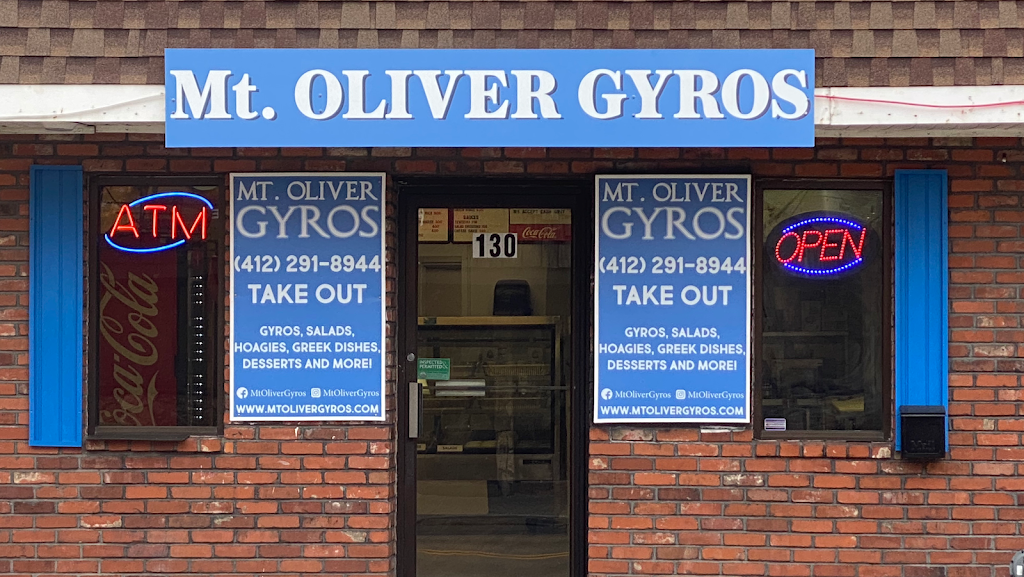 Mt. OLIVER GYROS
ATM
Coca-Cola
MT. OLIVER
GYROS
(412) 291-8944
TAKE OUT
GYROS, SALADS,
HOAGIES, GREEK DISHES,
DESSERTS AND MORE!
MtOliverGyros MtOliverGyros
WWW.MTOLIVERGYROS.COM
Coca-Cola
130
INSPECTED
PERMITTED
MT. OLIVER
GYROS
(412) 291-8944
TAKE OUT
GYROS, SALADS,
HOAGIES, GREEK DISHES,
DESSERTS AND MORE!
MtOliverGyros MtOliverGyros
WWW.MTOLIVERGYROS.COM
OPEN